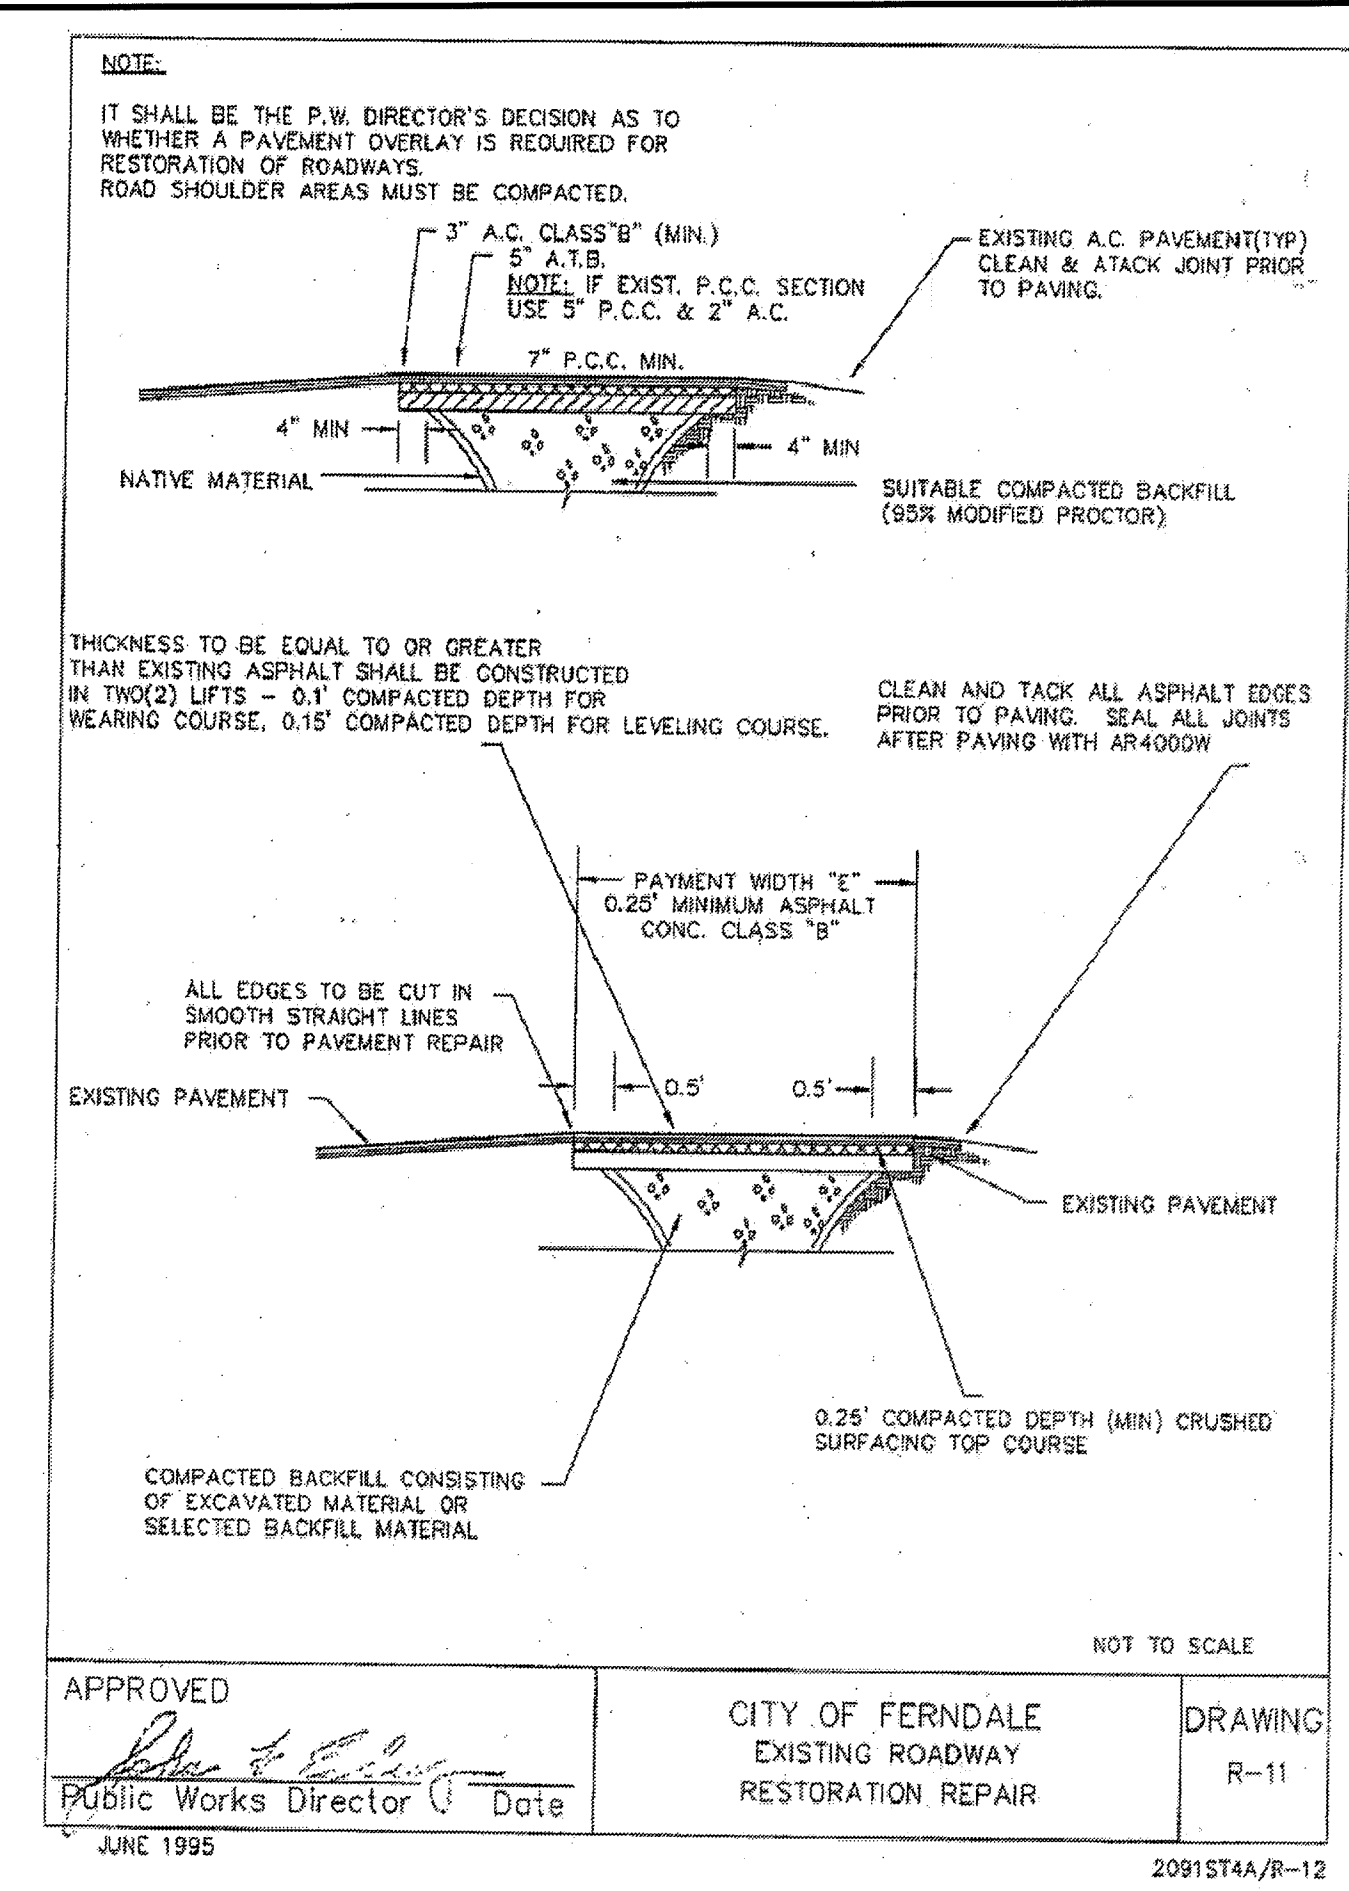 NOTE:
IT SHALL BE THE P.W. DIRECTOR'S DECISION AS TO
WHETHER A PAVEMENT OVERLAY IS REQUIRED FOR
RESTORATION OF ROADWAYS.
ROAD SHOULDER AREAS MUST BE COMPACTED.
3" A.C. CLASS"B" (MIN.)
5" A.T.B.
NOTE: IF EXIST. P.C.C. SECTION
USE 5" P.C.C. & 2" A.C.
EXISTING A.C. PAVEMENT(TYP)
CLEAN & ATACK JOINT PRIOR
TO PAVING.
7" P.C.C. MIN.
4" MIN
4" MIN
NATIVE MATERIAL
SUITABLE COMPACTED BACKFILL
(95% MODIFIED PROCTOR)
THICKNESS TO BE EQUAL TO OR GREATER
THAN EXISTING ASPHALT SHALL BE CONSTRUCTED
IN TWO(2) LIFTS – 0.1' COMPACTED DEPTH FOR
WEARING COURSE, 0.15' COMPACTED DEPTH FOR LEVELING COURSE.
CLEAN AND TACK ALL ASPHALT EDGES
PRIOR TO PAVING. SEAL ALL JOINTS
AFTER PAVING WITH AR4000W
PAYMENT WIDTH "E"
0.25' MINIMUM ASPHALT
CONC. CLASS "B"
ALL EDGES TO BE CUT IN
SMOOTH STRAIGHT LINES
PRIOR TO PAVEMENT REPAIR
0.5'
0.5'
EXISTING PAVEMENT
EXISTING PAVEMENT
0.25' COMPACTED DEPTH (MIN) CRUSHED
SURFACING TOP COURSE
COMPACTED BACKFILL CONSISTING
OF EXCAVATED MATERIAL OR
SELECTED BACKFILL MATERIAL
NOT TO SCALE
APPROVED
Public Works Director Date
CITY OF FERNDALE
EXISTING ROADWAY
RESTORATION REPAIR
DRAWING
R–11
JUNE 1995
2091ST4A/R–12